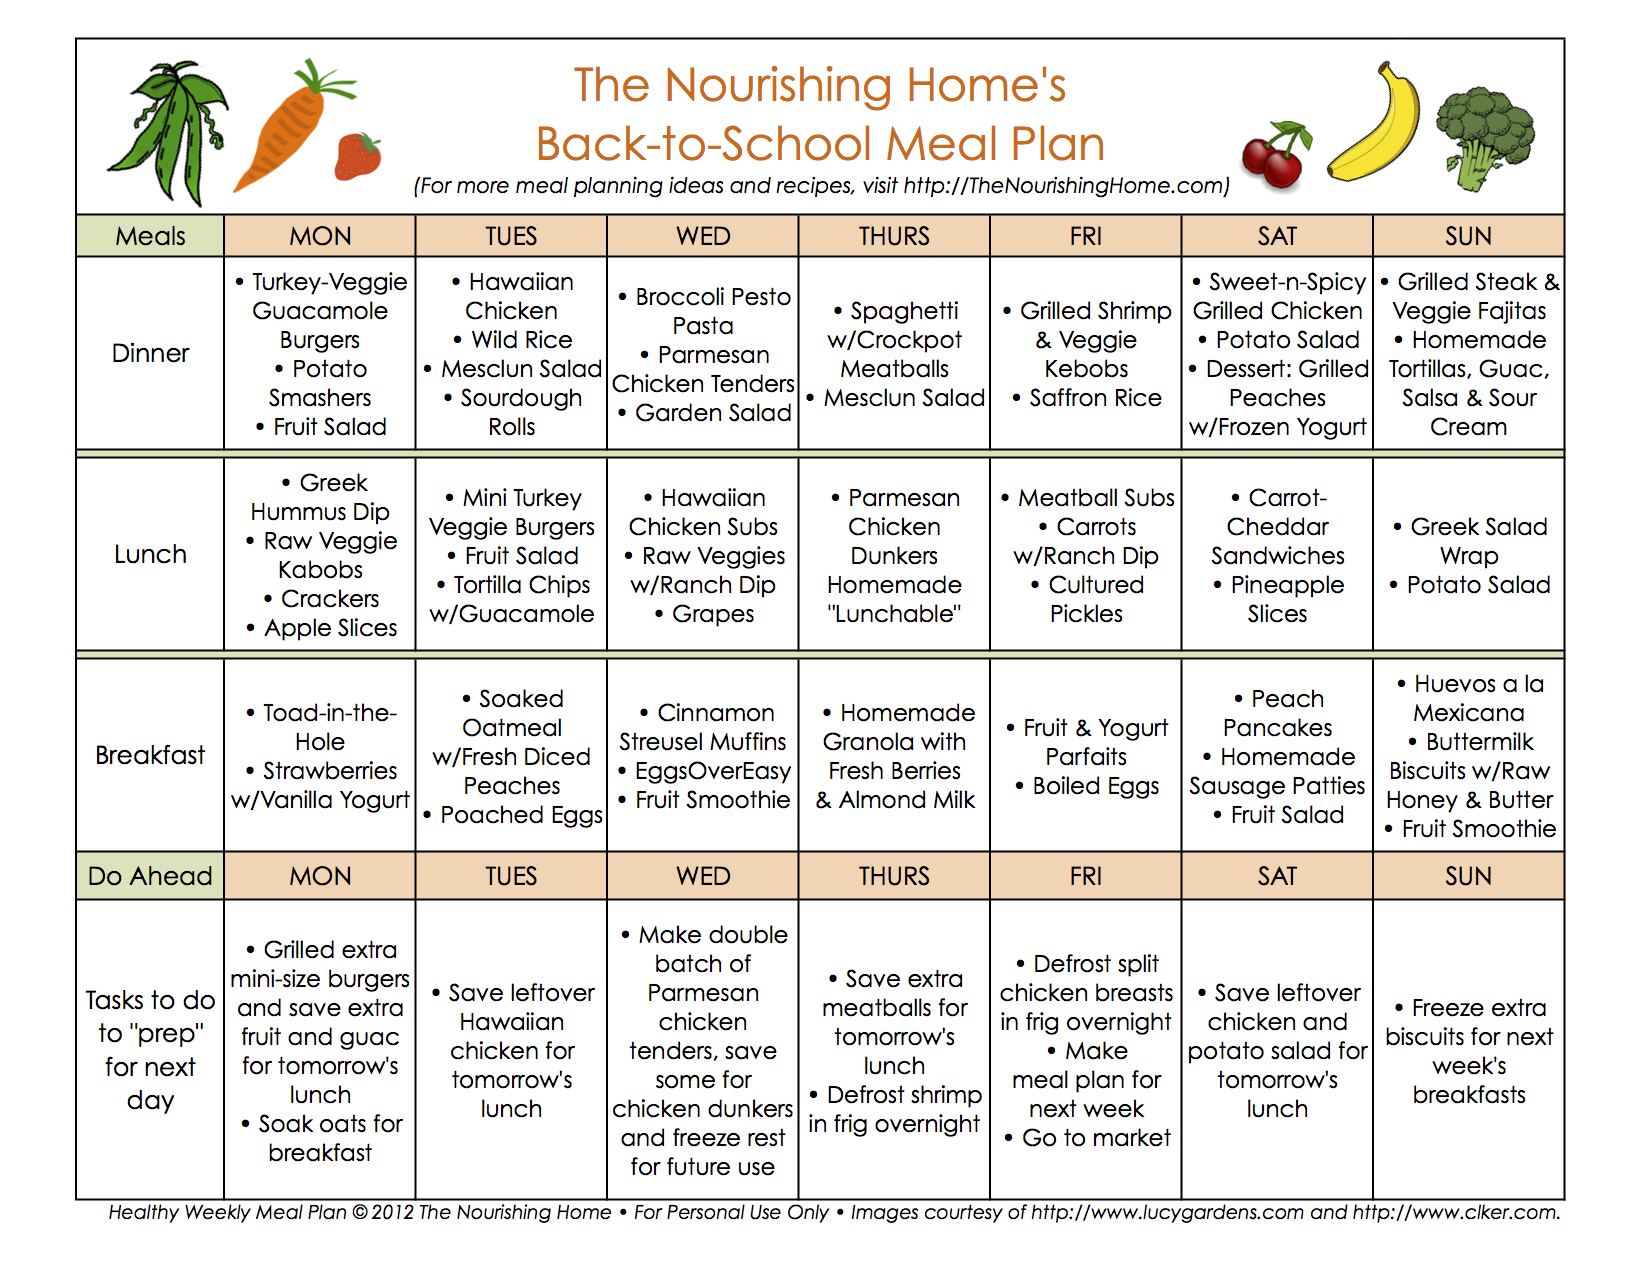 The Nourishing Home's
Back-to-School Meal Plan
(For more meal planning ideas and recipes, visit http://TheNourishingHome.com)
Meals
MON
TUES
WED
THURS
FRI
SAT
SUN
Dinner
• Turkey-Veggie
Guacamole
Burgers
• Potato
Smashers
• Fruit Salad
• Hawaiian
Chicken
• Wild Rice
• Mesclun Salad
• Sourdough
Rolls
• Broccoli Pesto
Pasta
• Parmesan
Chicken Tenders
• Garden Salad
• Spaghetti
w/Crockpot
Meatballs
• Mesclun Salad
• Grilled Shrimp
& Veggie
Kebobs
• Saffron Rice
• Sweet-n-Spicy
Grilled Chicken
• Potato Salad
• Dessert: Grilled
Peaches
w/Frozen Yogurt
• Grilled Steak &
Veggie Fajitas
• Homemade
Tortillas, Guac,
Salsa & Sour
Cream
Lunch
• Greek
Hummus Dip
• Raw Veggie
Kabobs
• Crackers
• Apple Slices
• Mini Turkey
Veggie Burgers
• Fruit Salad
• Tortilla Chips
w/Guacamole
• Hawaiian
Chicken Subs
• Raw Veggies
w/Ranch Dip
• Grapes
• Parmesan
Chicken
Dunkers
Homemade
"Lunchable"
• Meatball Subs
• Carrots
w/Ranch Dip
• Cultured
Pickles
• Carrot-
Cheddar
Sandwiches
• Pineapple
Slices
• Greek Salad
Wrap
• Potato Salad
Breakfast
• Toad-in-the-
Hole
• Strawberries
w/Vanilla Yogurt
• Soaked
Oatmeal
w/Fresh Diced
Peaches
• Poached Eggs
• Cinnamon
Streusel Muffins
• EggsOverEasy
• Fruit Smoothie
• Homemade
Granola with
Fresh Berries
& Almond Milk
• Fruit & Yogurt
Parfaits
• Boiled Eggs
• Peach
Pancakes
• Homemade
Sausage Patties
• Fruit Salad
• Huevos a la
Mexicana
• Buttermilk
Biscuits w/Raw
Honey & Butter
• Fruit Smoothie
Do Ahead
MON
TUES
WED
THURS
FRI
SAT
SUN
Tasks to do
to "prep"
for next
day
• Grilled extra
mini-size burgers
and save extra
fruit and guac
for tomorrow's
lunch
• Soak oats for
breakfast
• Save leftover
Hawaiian
chicken for
tomorrow's
lunch
• Make double
batch of
Parmesan
chicken
tenders, save
some for
chicken dunkers
and freeze rest
for future use
• Save extra
meatballs for
tomorrow's
lunch
• Defrost shrimp
in frig overnight
• Defrost split
chicken breasts
in frig overnight
• Make
meal plan for
next week
• Go to market
• Save leftover
chicken and
potato salad for
tomorrow's
lunch
• Freeze extra
biscuits for next
week's
breakfasts
Healthy Weekly Meal Plan © 2012 The Nourishing Home • For Personal Use Only • Images courtesy of http://www.lucygardens.com and http://www.clker.com.